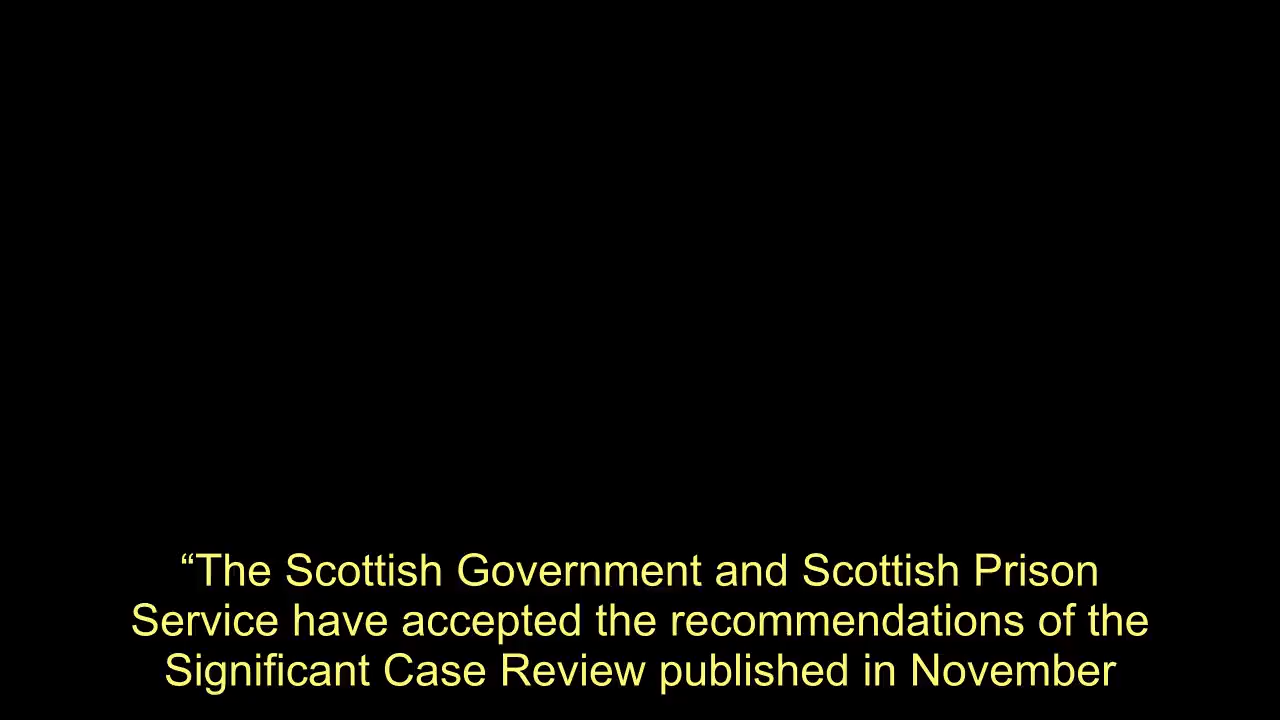 “The Scottish Government and Scottish Prison
Service have accepted the recommendations of the
Significant Case Review published in November